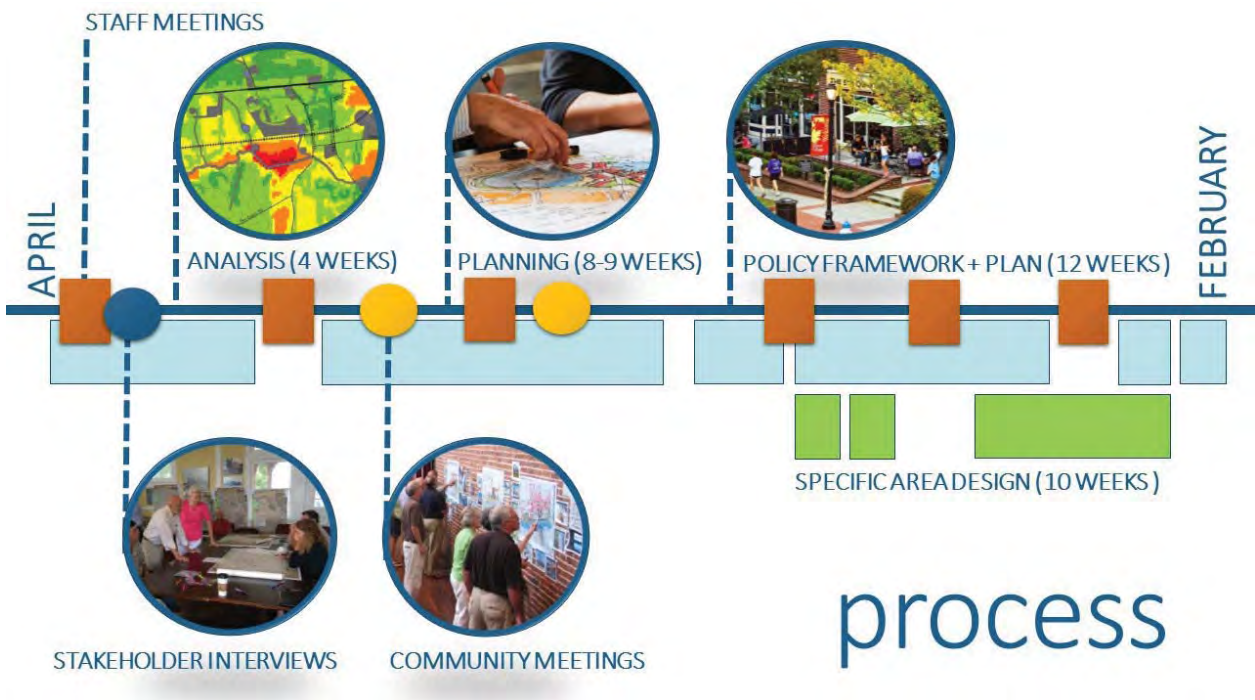 STAFF MEETINGS
APRIL
FEBRUARY
ANALYSIS (4 WEEKS)
PLANNING (8-9 WEEKS)
POLICY FRAMEWORK + PLAN (12 WEEKS)
SPECIFIC AREA DESIGN (10 WEEKS)
STAKEHOLDER INTERVIEWS
COMMUNITY MEETINGS
process